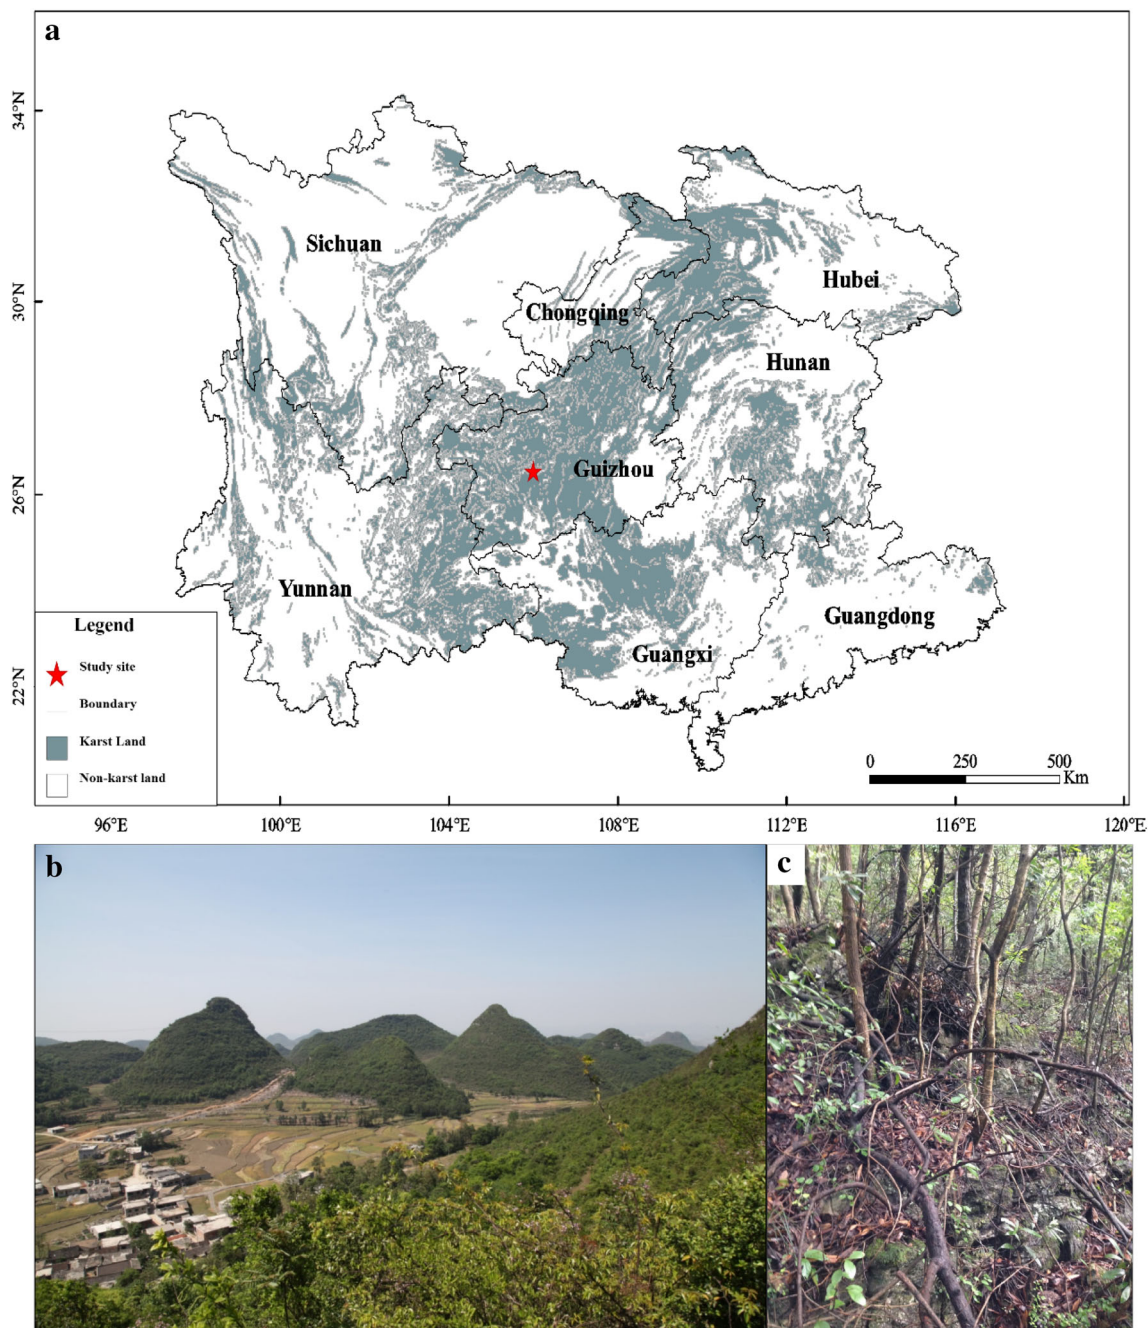 a
34°N
30°N
26°N
22°N
Sichuan
Hubei
Chongqing
Hunan
Guizhou
Yunnan
Guangdong
Guangxi
Legend
Study site
Boundary
Karst Land
Non-karst land
0 250 500
Km
96°E 100°E 104°E 108°E 112°E 116°E 120°E
b
c